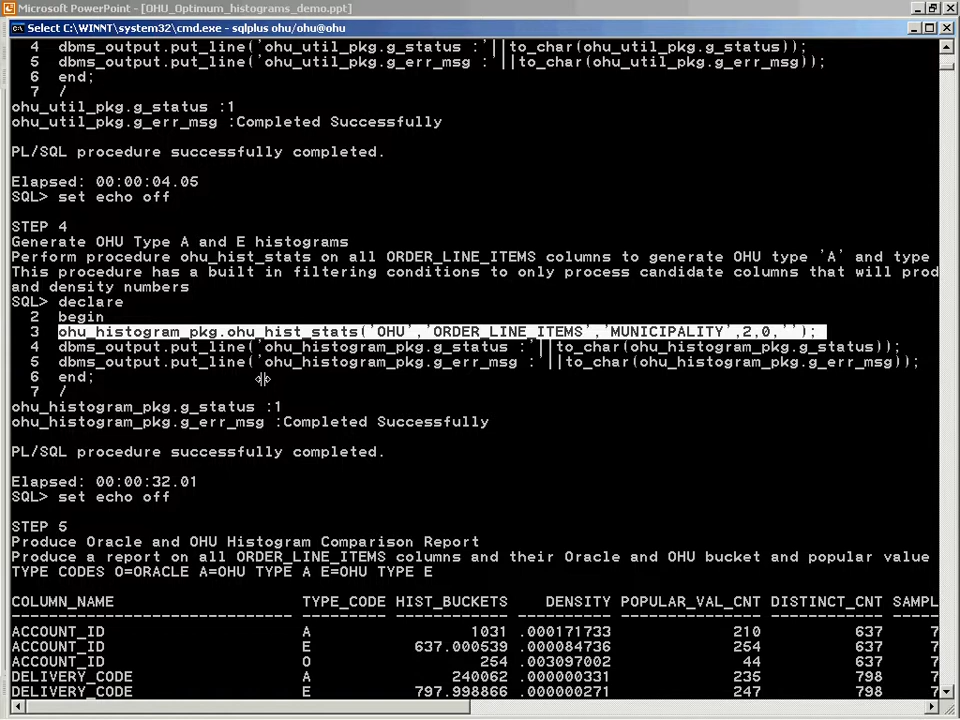 Microsoft PowerPoint - [OHU_Optimum_histograms_demo.ppt]
Select C:\WINNT\system32\cmd.exe - sqlplus ohu/ohu@ohu
4 dbms_output.put_line('ohu_util_pkg.g_status :'||to_char(ohu_util_pkg.g_status));
5 dbms_output.put_line('ohu_util_pkg.g_err_msg :'||to_char(ohu_util_pkg.g_err_msg));
6 end;
7 /
ohu_util_pkg.g_status :1
ohu_util_pkg.g_err_msg :Completed Successfully
PL/SQL procedure successfully completed.
Elapsed: 00:00:04.05
SQL> set echo off
STEP 4
Generate OHU Type A and E histograms
Perform procedure ohu_hist_stats on all ORDER_LINE_ITEMS columns to generate OHU type 'A' and type
This procedure has a built in filtering conditions to only process candidate columns that will prod
and density numbers
SQL> declare
2 begin
3 ohu_histogram_pkg.ohu_hist_stats('OHU','ORDER_LINE_ITEMS','MUNICIPALITY',2,0,'');
4 dbms_output.put_line('ohu_histogram_pkg.g_status :'||to_char(ohu_histogram_pkg.g_status));
5 dbms_output.put_line('ohu_histogram_pkg.g_err_msg :'||to_char(ohu_histogram_pkg.g_err_msg));
6 end;
7 /
ohu_histogram_pkg.g_status :1
ohu_histogram_pkg.g_err_msg :Completed Successfully
PL/SQL procedure successfully completed.
Elapsed: 00:00:32.01
SQL> set echo off
STEP 5
Produce Oracle and OHU Histogram Comparison Report
Produce a report on all ORDER_LINE_ITEMS columns and their Oracle and OHU bucket and popular value
TYPE CODES O=ORACLE A=OHU TYPE A E=OHU TYPE E
COLUMN_NAME TYPE_CODE HIST_BUCKETS DENSITY POPULAR_VAL_CNT DISTINCT_CNT SAMPL
ACCOUNT_ID A 1031 .000171733 210 637 7
ACCOUNT_ID E 637.000539 .000084736 254 637 7
ACCOUNT_ID O 254 .003097002 44 637 7
DELIVERY_CODE A 240062 .000000331 235 798 7
DELIVERY_CODE E 797.998866 .000000271 247 798 7